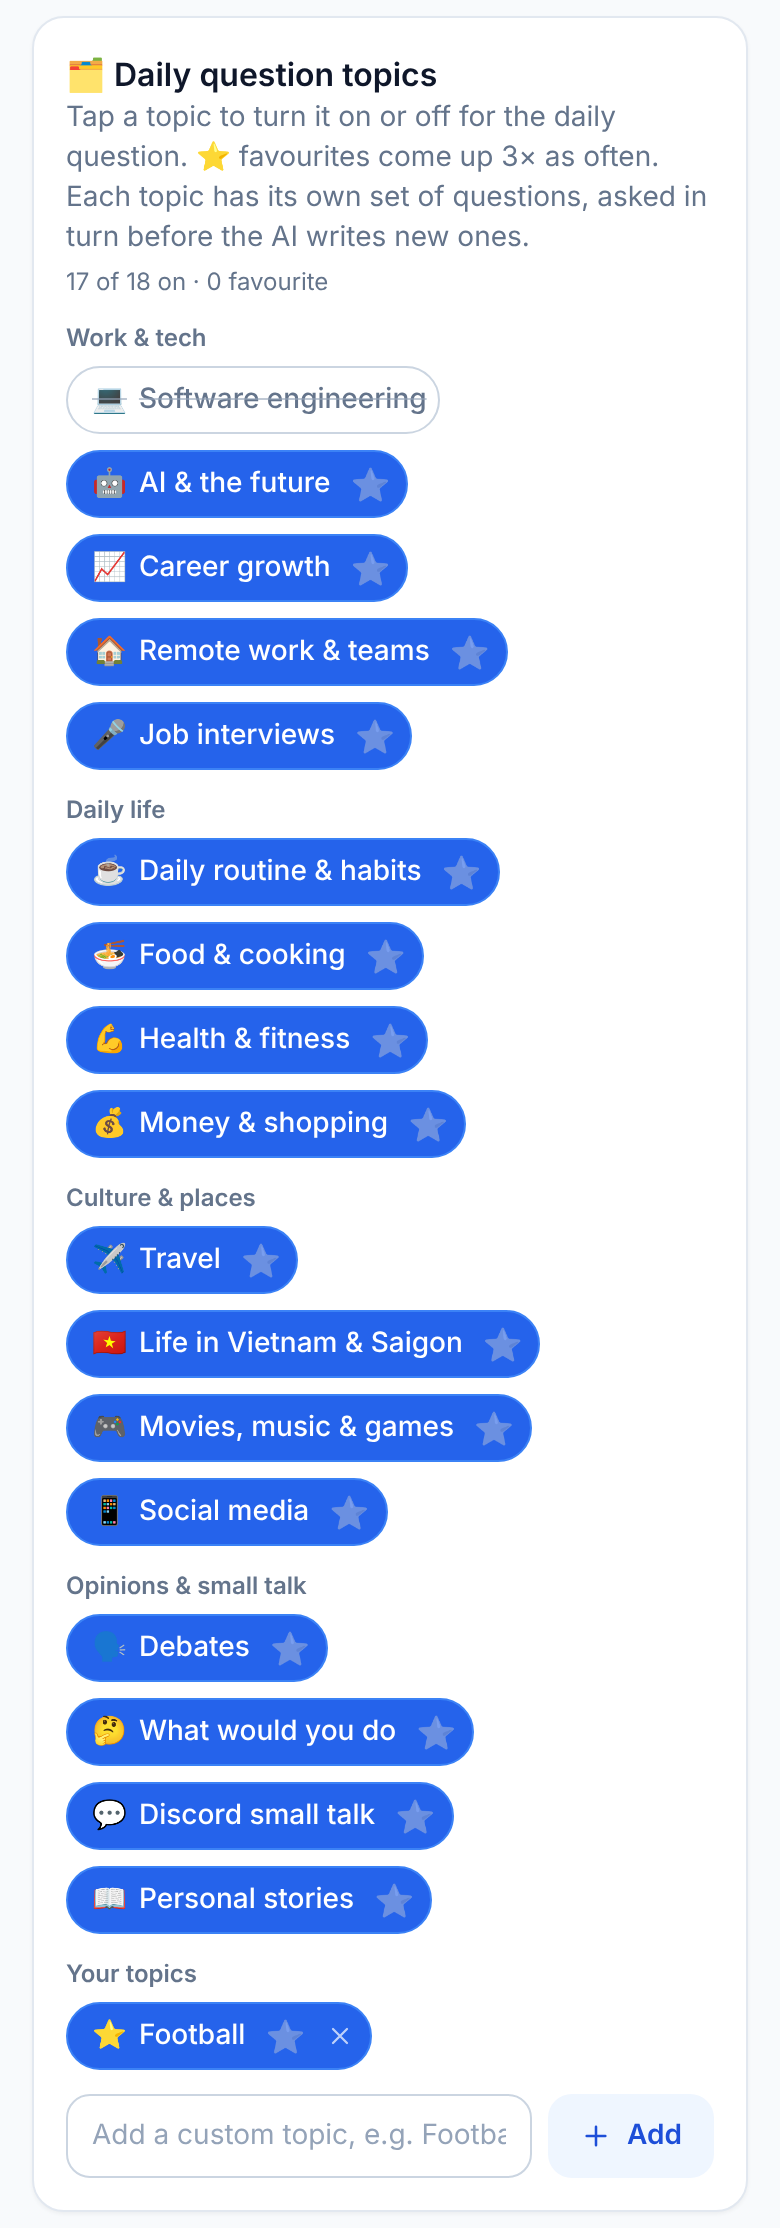 Daily question topics
Tap a topic to turn it on or off for the daily
question. ⭐ favourites come up 3× as often.
Each topic has its own set of questions, asked in
turn before the AI writes new ones.
17 of 18 on · 0 favourite
Work & tech
Software engineering
AI & the future
Career growth
Remote work & teams
Job interviews
Daily life
Daily routine & habits
Food & cooking
Health & fitness
Money & shopping
Culture & places
Travel
Life in Vietnam & Saigon
Movies, music & games
Social media
Opinions & small talk
Debates
What would you do
Discord small talk
Personal stories
Your topics
Football ×
Add a custom topic, e.g. Footba
+ Add